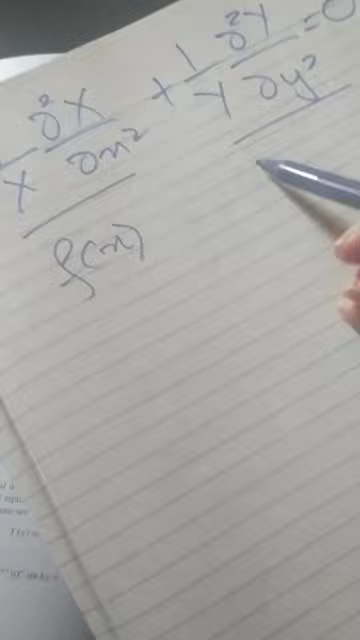 1/X ∂²X/∂x² + 1/Y ∂²Y/∂y² = 0
f(x)